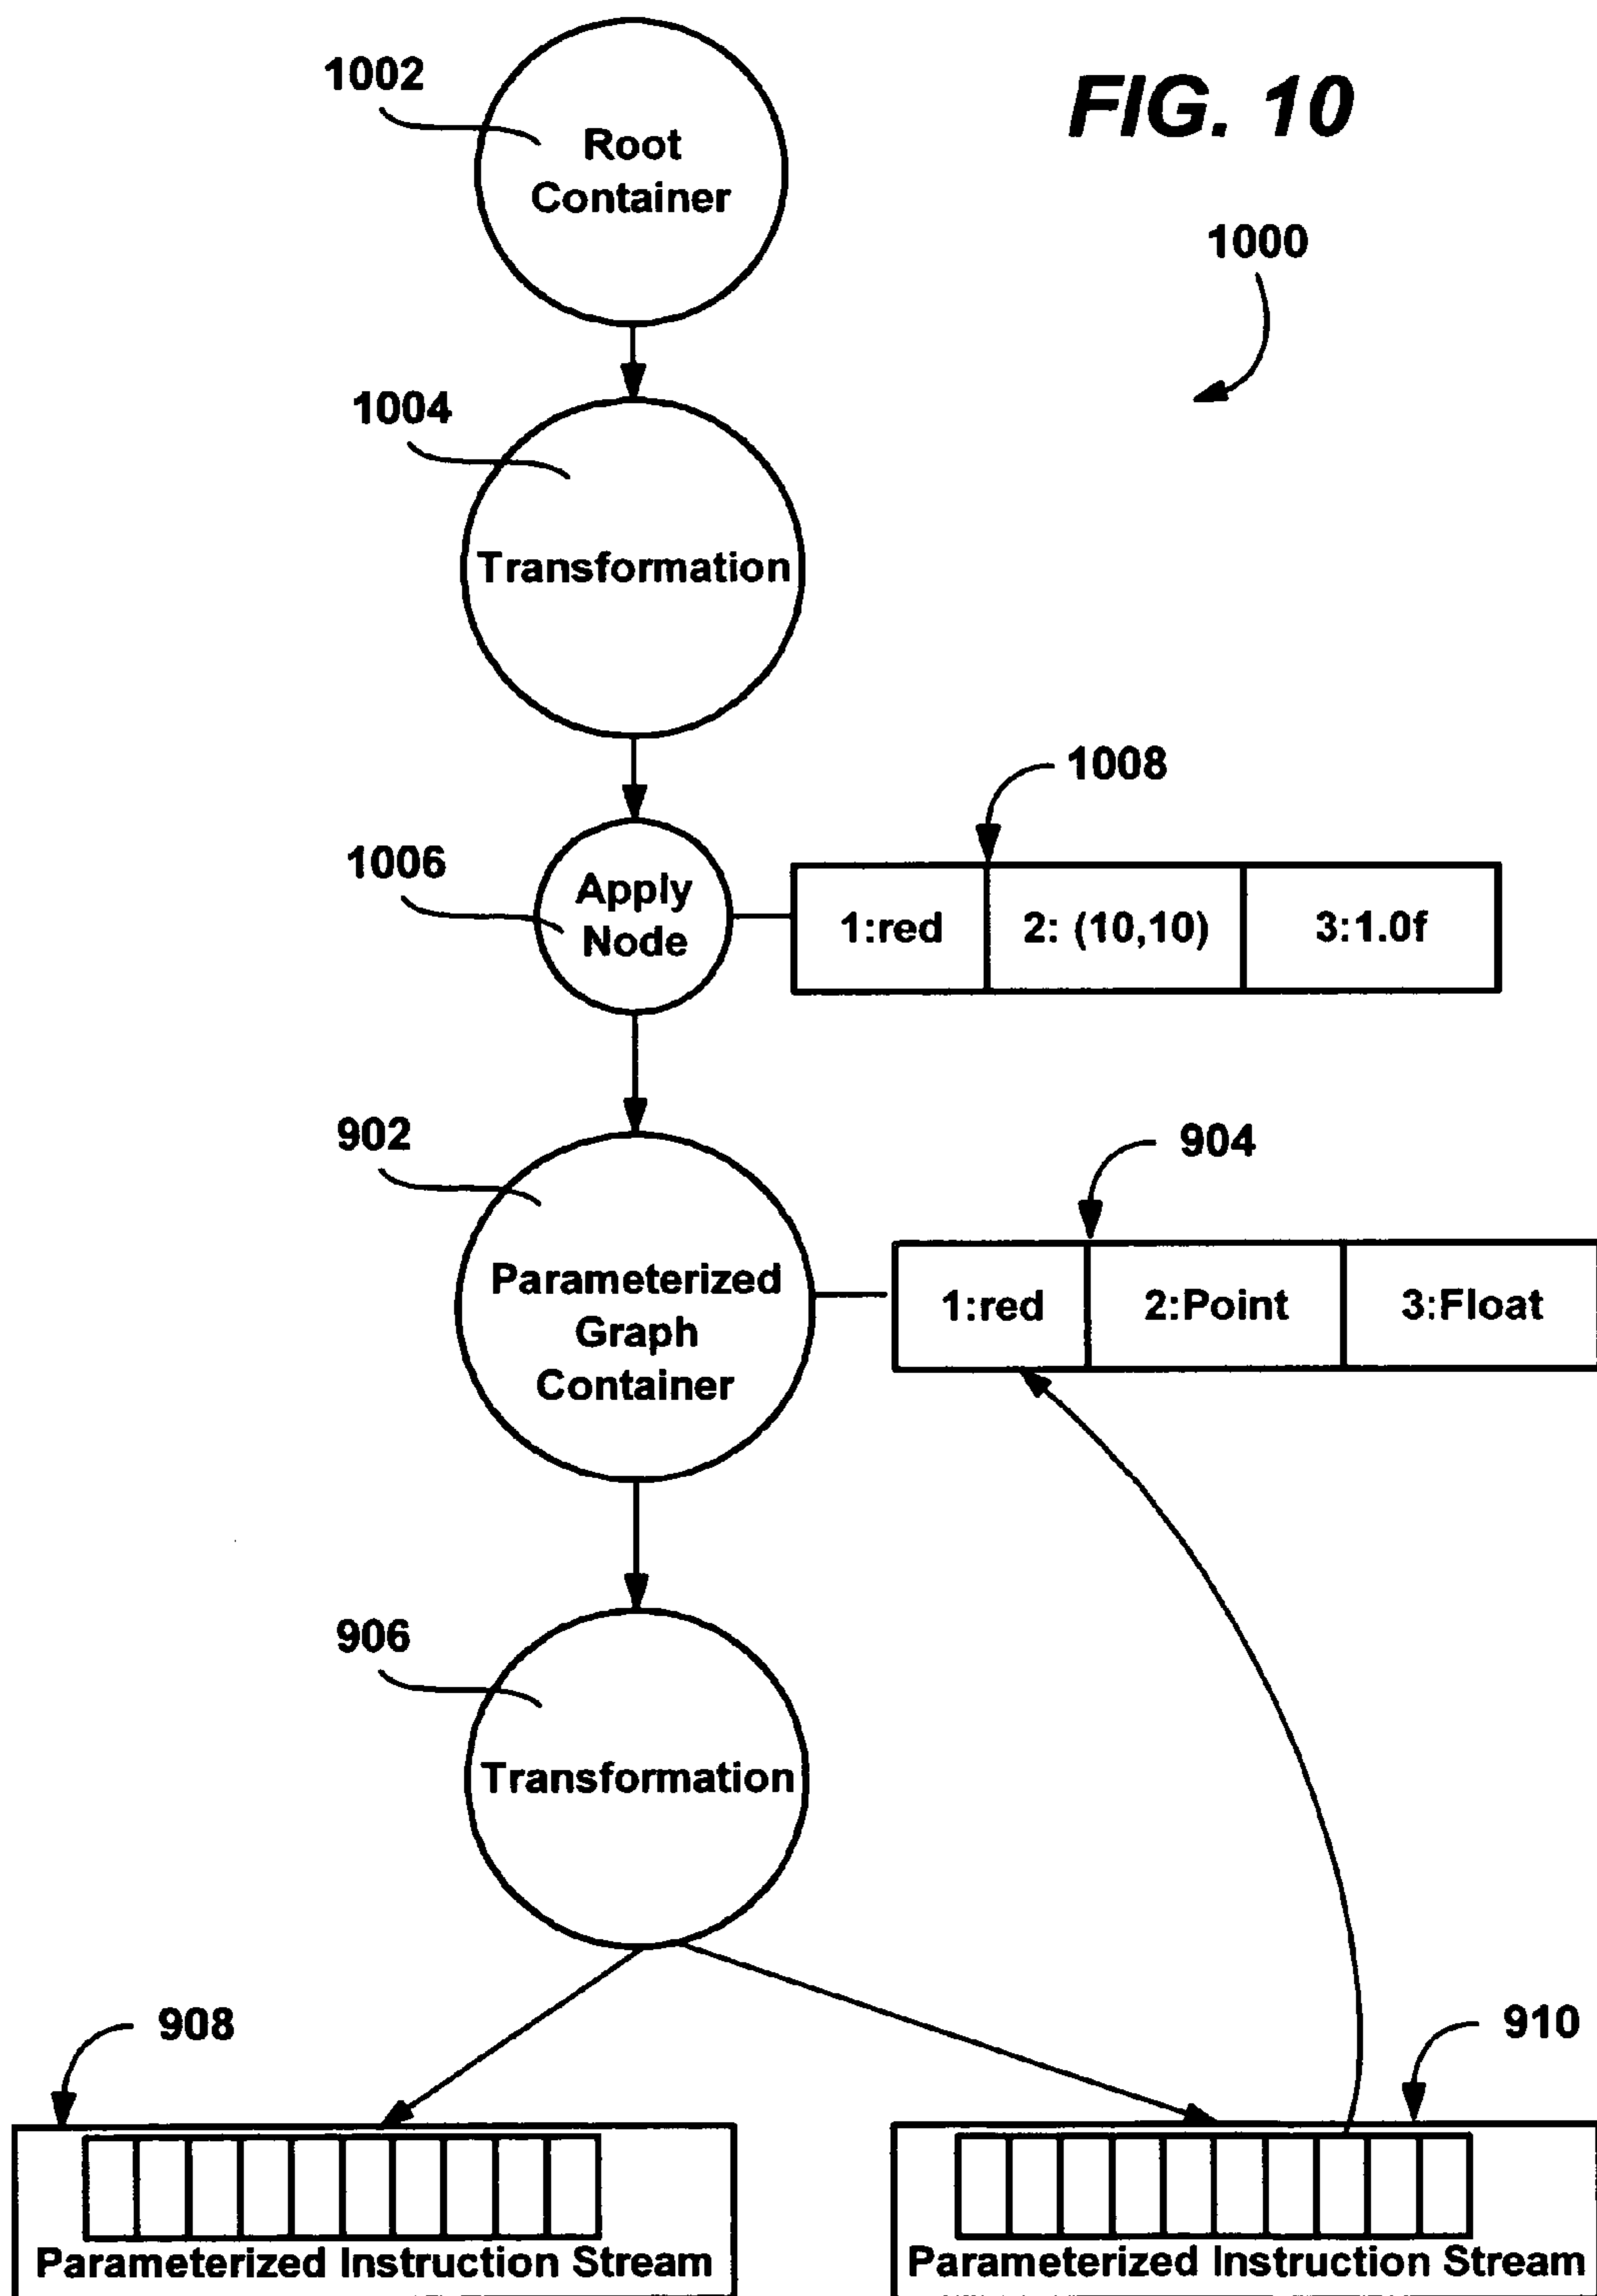 FIG. 10
1000
1002
Root
Container
1004
Transformation
1008
1006
Apply
Node
1:red
2: (10,10)
3:1.0f
902
904
Parameterized
Graph
Container
1:red
2:Point
3:Float
906
Transformation
908
910
Parameterized Instruction Stream
Parameterized Instruction Stream